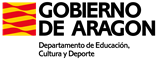 GOBIERNO
DE ARAGON
Departamento de Educación,
Cultura y Deporte